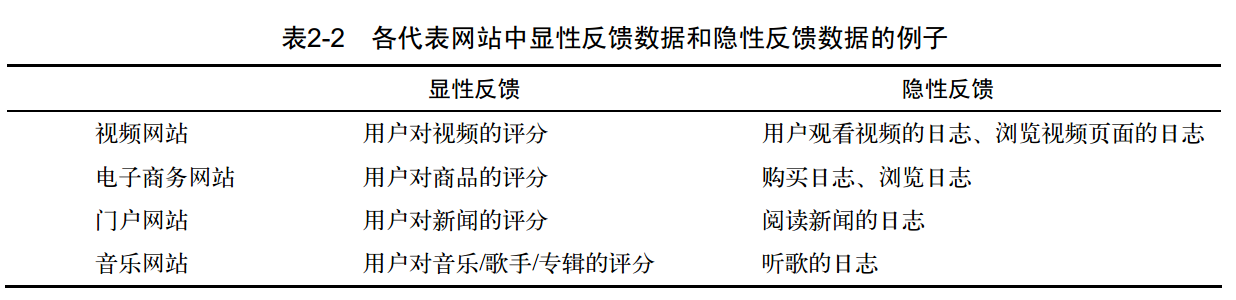 表2-2 各代表网站中显性反馈数据和隐性反馈数据的例子
显性反馈 隐性反馈
视频网站 用户对视频的评分 用户观看视频的日志、浏览视频页面的日志
电子商务网站 用户对商品的评分 购买日志、浏览日志
门户网站 用户对新闻的评分 阅读新闻的日志
音乐网站 用户对音乐/歌手/专辑的评分 听歌的日志